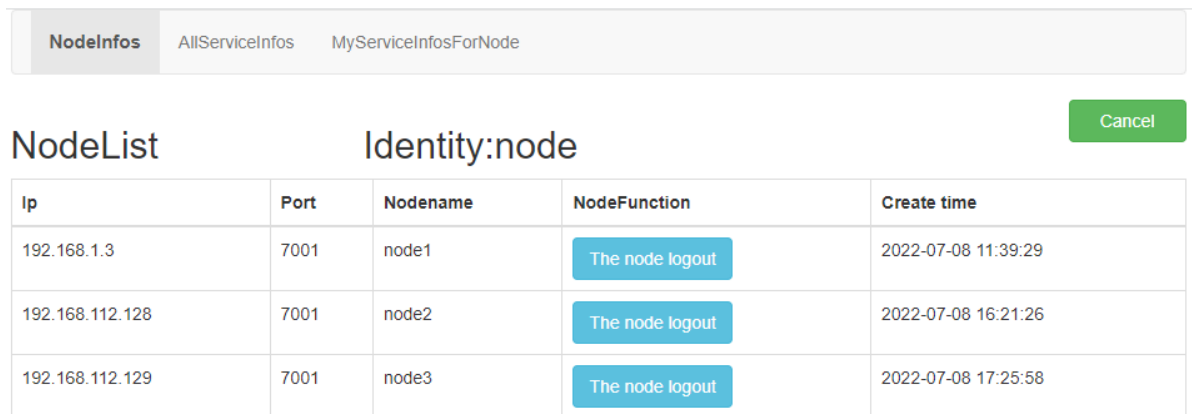 NodeInfos AllServiceInfos MyServiceInfosForNode
Cancel
NodeList Identity:node
Ip Port Nodename NodeFunction Create time
192.168.1.3 7001 node1 The node logout 2022-07-08 11:39:29
192.168.112.128 7001 node2 The node logout 2022-07-08 16:21:26
192.168.112.129 7001 node3 The node logout 2022-07-08 17:25:58